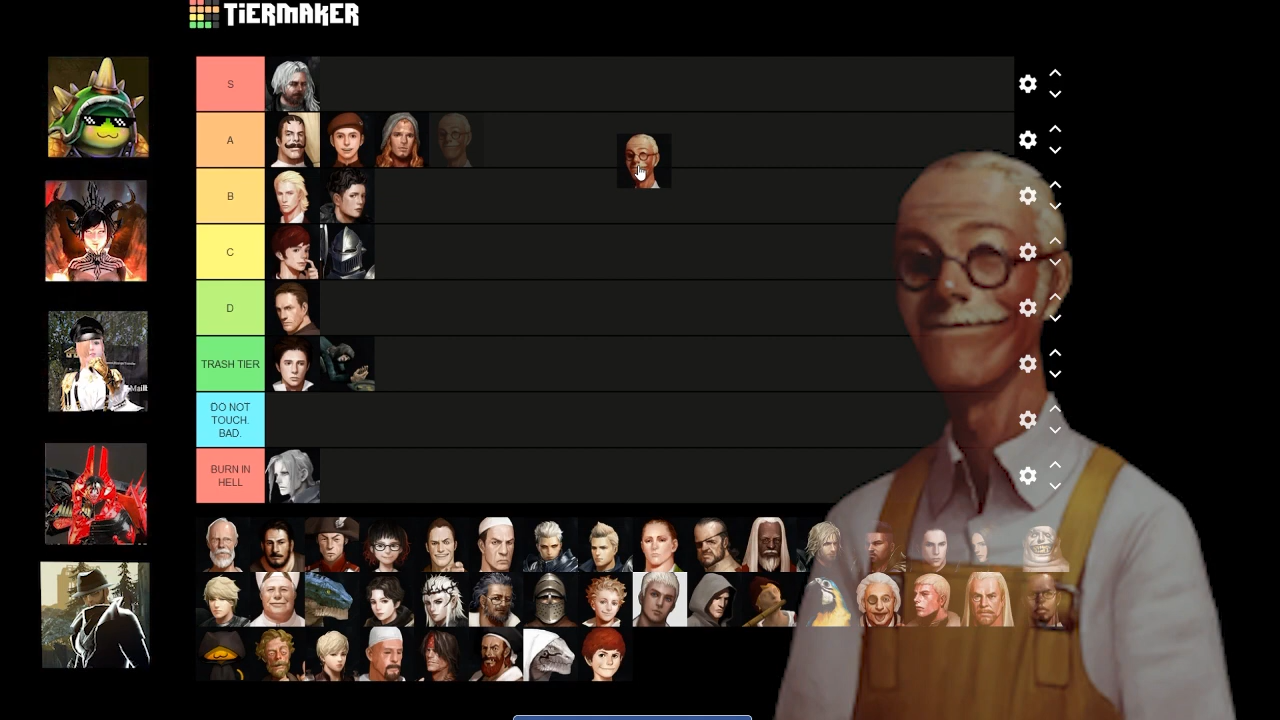 TiERMAKER
S
A
B
C
D
TRASH TIER
DO NOT
TOUCH.
BAD.
BURN IN
HELL